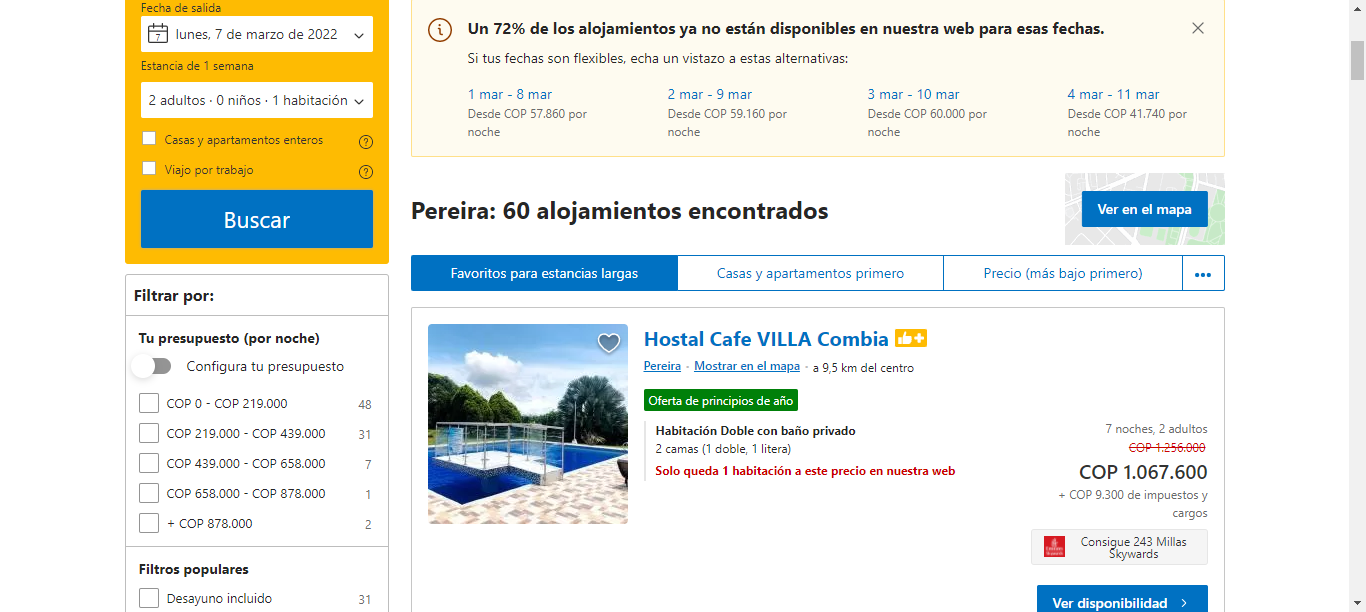 Fecha de salida
7
lunes, 7 de marzo de 2022
Estancia de 1 semana
2 adultos · 0 niños · 1 habitación
Casas y apartamentos enteros
?
Viajo por trabajo
?
Buscar
Filtrar por:
Tu presupuesto (por noche)
Configura tu presupuesto
COP 0 - COP 219.000 48
COP 219.000 - COP 439.000 31
COP 439.000 - COP 658.000 7
COP 658.000 - COP 878.000 1
+ COP 878.000 2
Filtros populares
Desayuno incluido 31
Un 72% de los alojamientos ya no están disponibles en nuestra web para esas fechas.
Si tus fechas son flexibles, echa un vistazo a estas alternativas:
1 mar - 8 mar
Desde COP 57.860 por
noche
2 mar - 9 mar
Desde COP 59.160 por
noche
3 mar - 10 mar
Desde COP 60.000 por
noche
4 mar - 11 mar
Desde COP 41.740 por
noche
Pereira: 60 alojamientos encontrados
Ver en el mapa
Favoritos para estancias largas
Casas y apartamentos primero
Precio (más bajo primero)
•••
Hostal Cafe VILLA Combia
Pereira · Mostrar en el mapa · a 9,5 km del centro
Oferta de principios de año
Habitación Doble con baño privado
2 camas (1 doble, 1 litera)
Solo queda 1 habitación a este precio en nuestra web
7 noches, 2 adultos
COP 1.256.000
COP 1.067.600
+ COP 9.300 de impuestos y
cargos
Consigue 243 Millas
Skywards
Ver disponibilidad